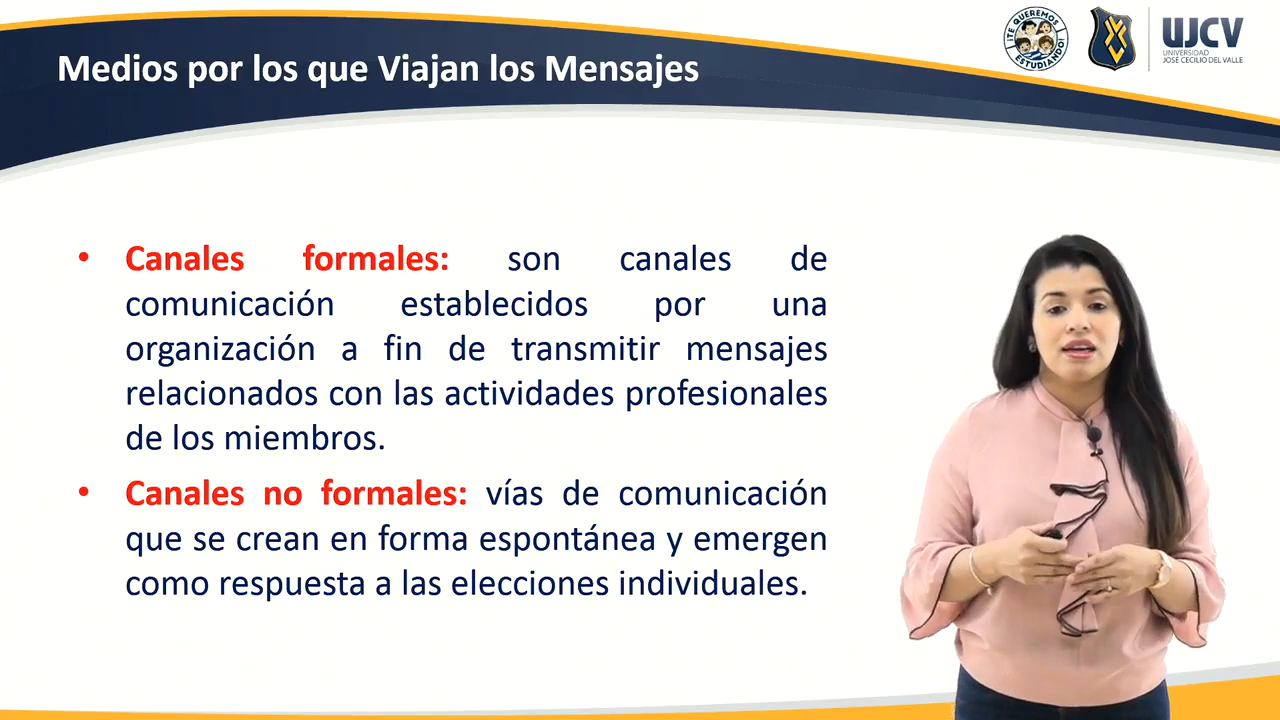 Medios por los que Viajan los Mensajes
¡TE QUEREMOS
ESTUDIANDO!
UJCV
UNIVERSIDAD
JOSÉ CECILIO DEL VALLE
• Canales formales: son canales de
comunicación establecidos por una
organización a fin de transmitir mensajes
relacionados con las actividades profesionales
de los miembros.
• Canales no formales: vías de comunicación
que se crean en forma espontánea y emergen
como respuesta a las elecciones individuales.